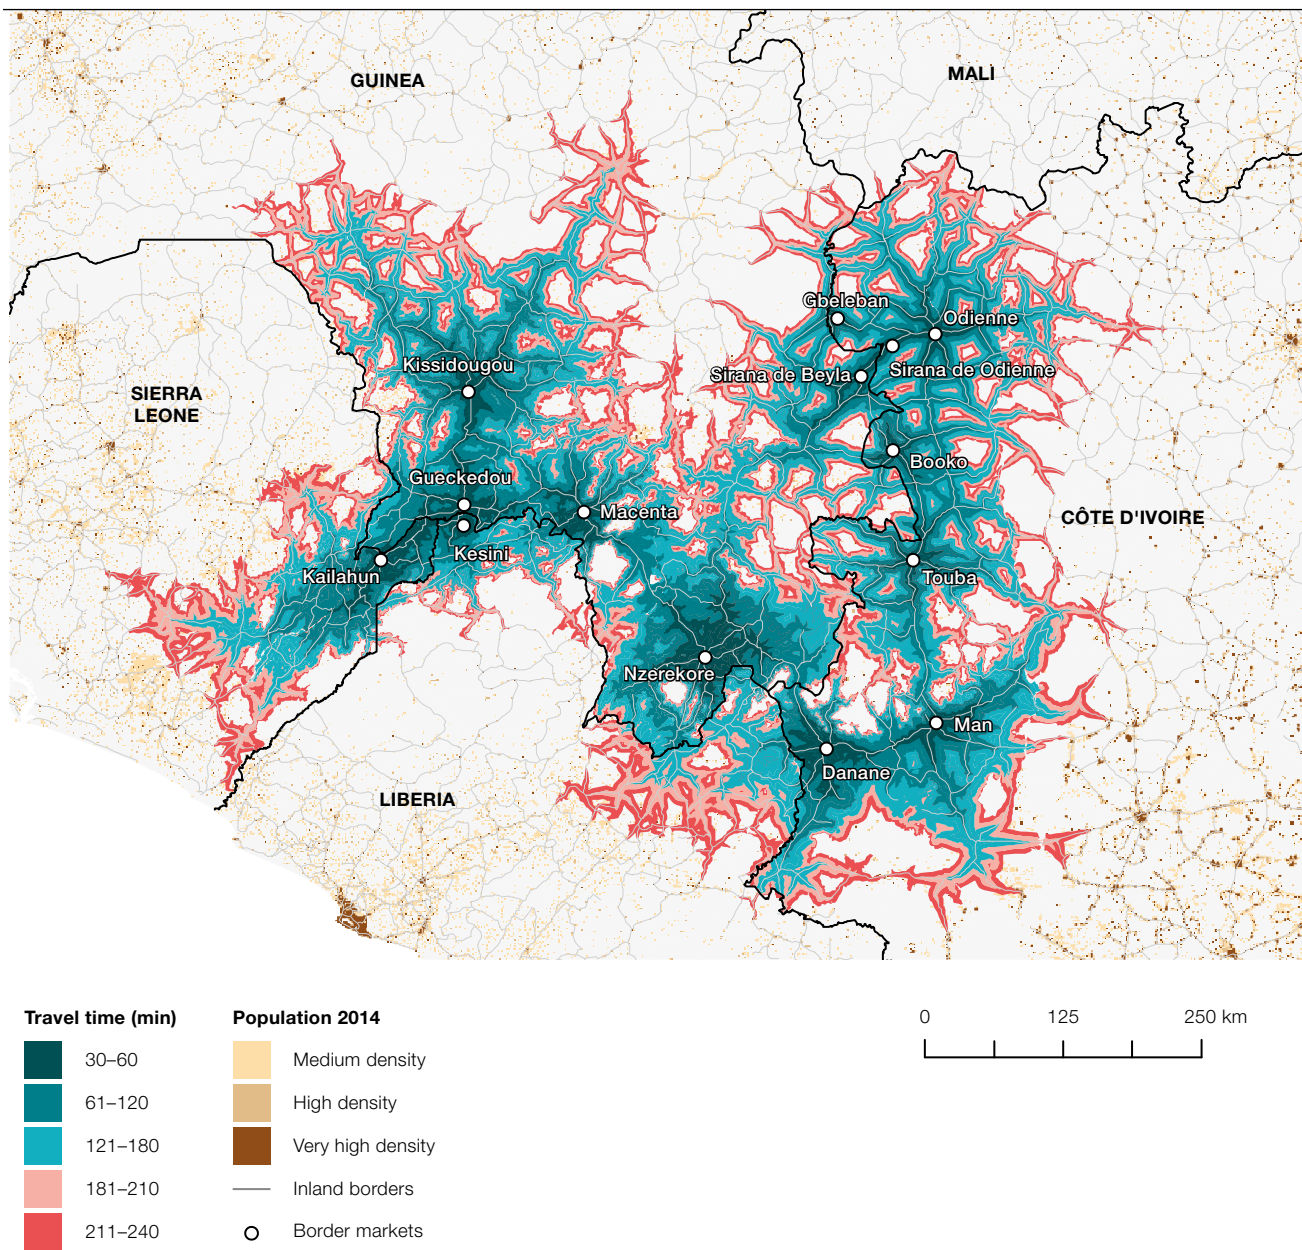 GUINEA
MALI
Gbeleban
Odienne
Kissidougou
Sirana de Beyla
Sirana de Odienne
SIERRA
LEONE
Booko
Gueckedou
Macenta
CÔTE D'IVOIRE
Kesini
Kailahun
Touba
Nzerekore
Man
Danane
LIBERIA
Travel time (min)
30–60
61–120
121–180
181–210
211–240
Population 2014
Medium density
High density
Very high density
Inland borders
Border markets
0 125 250 km